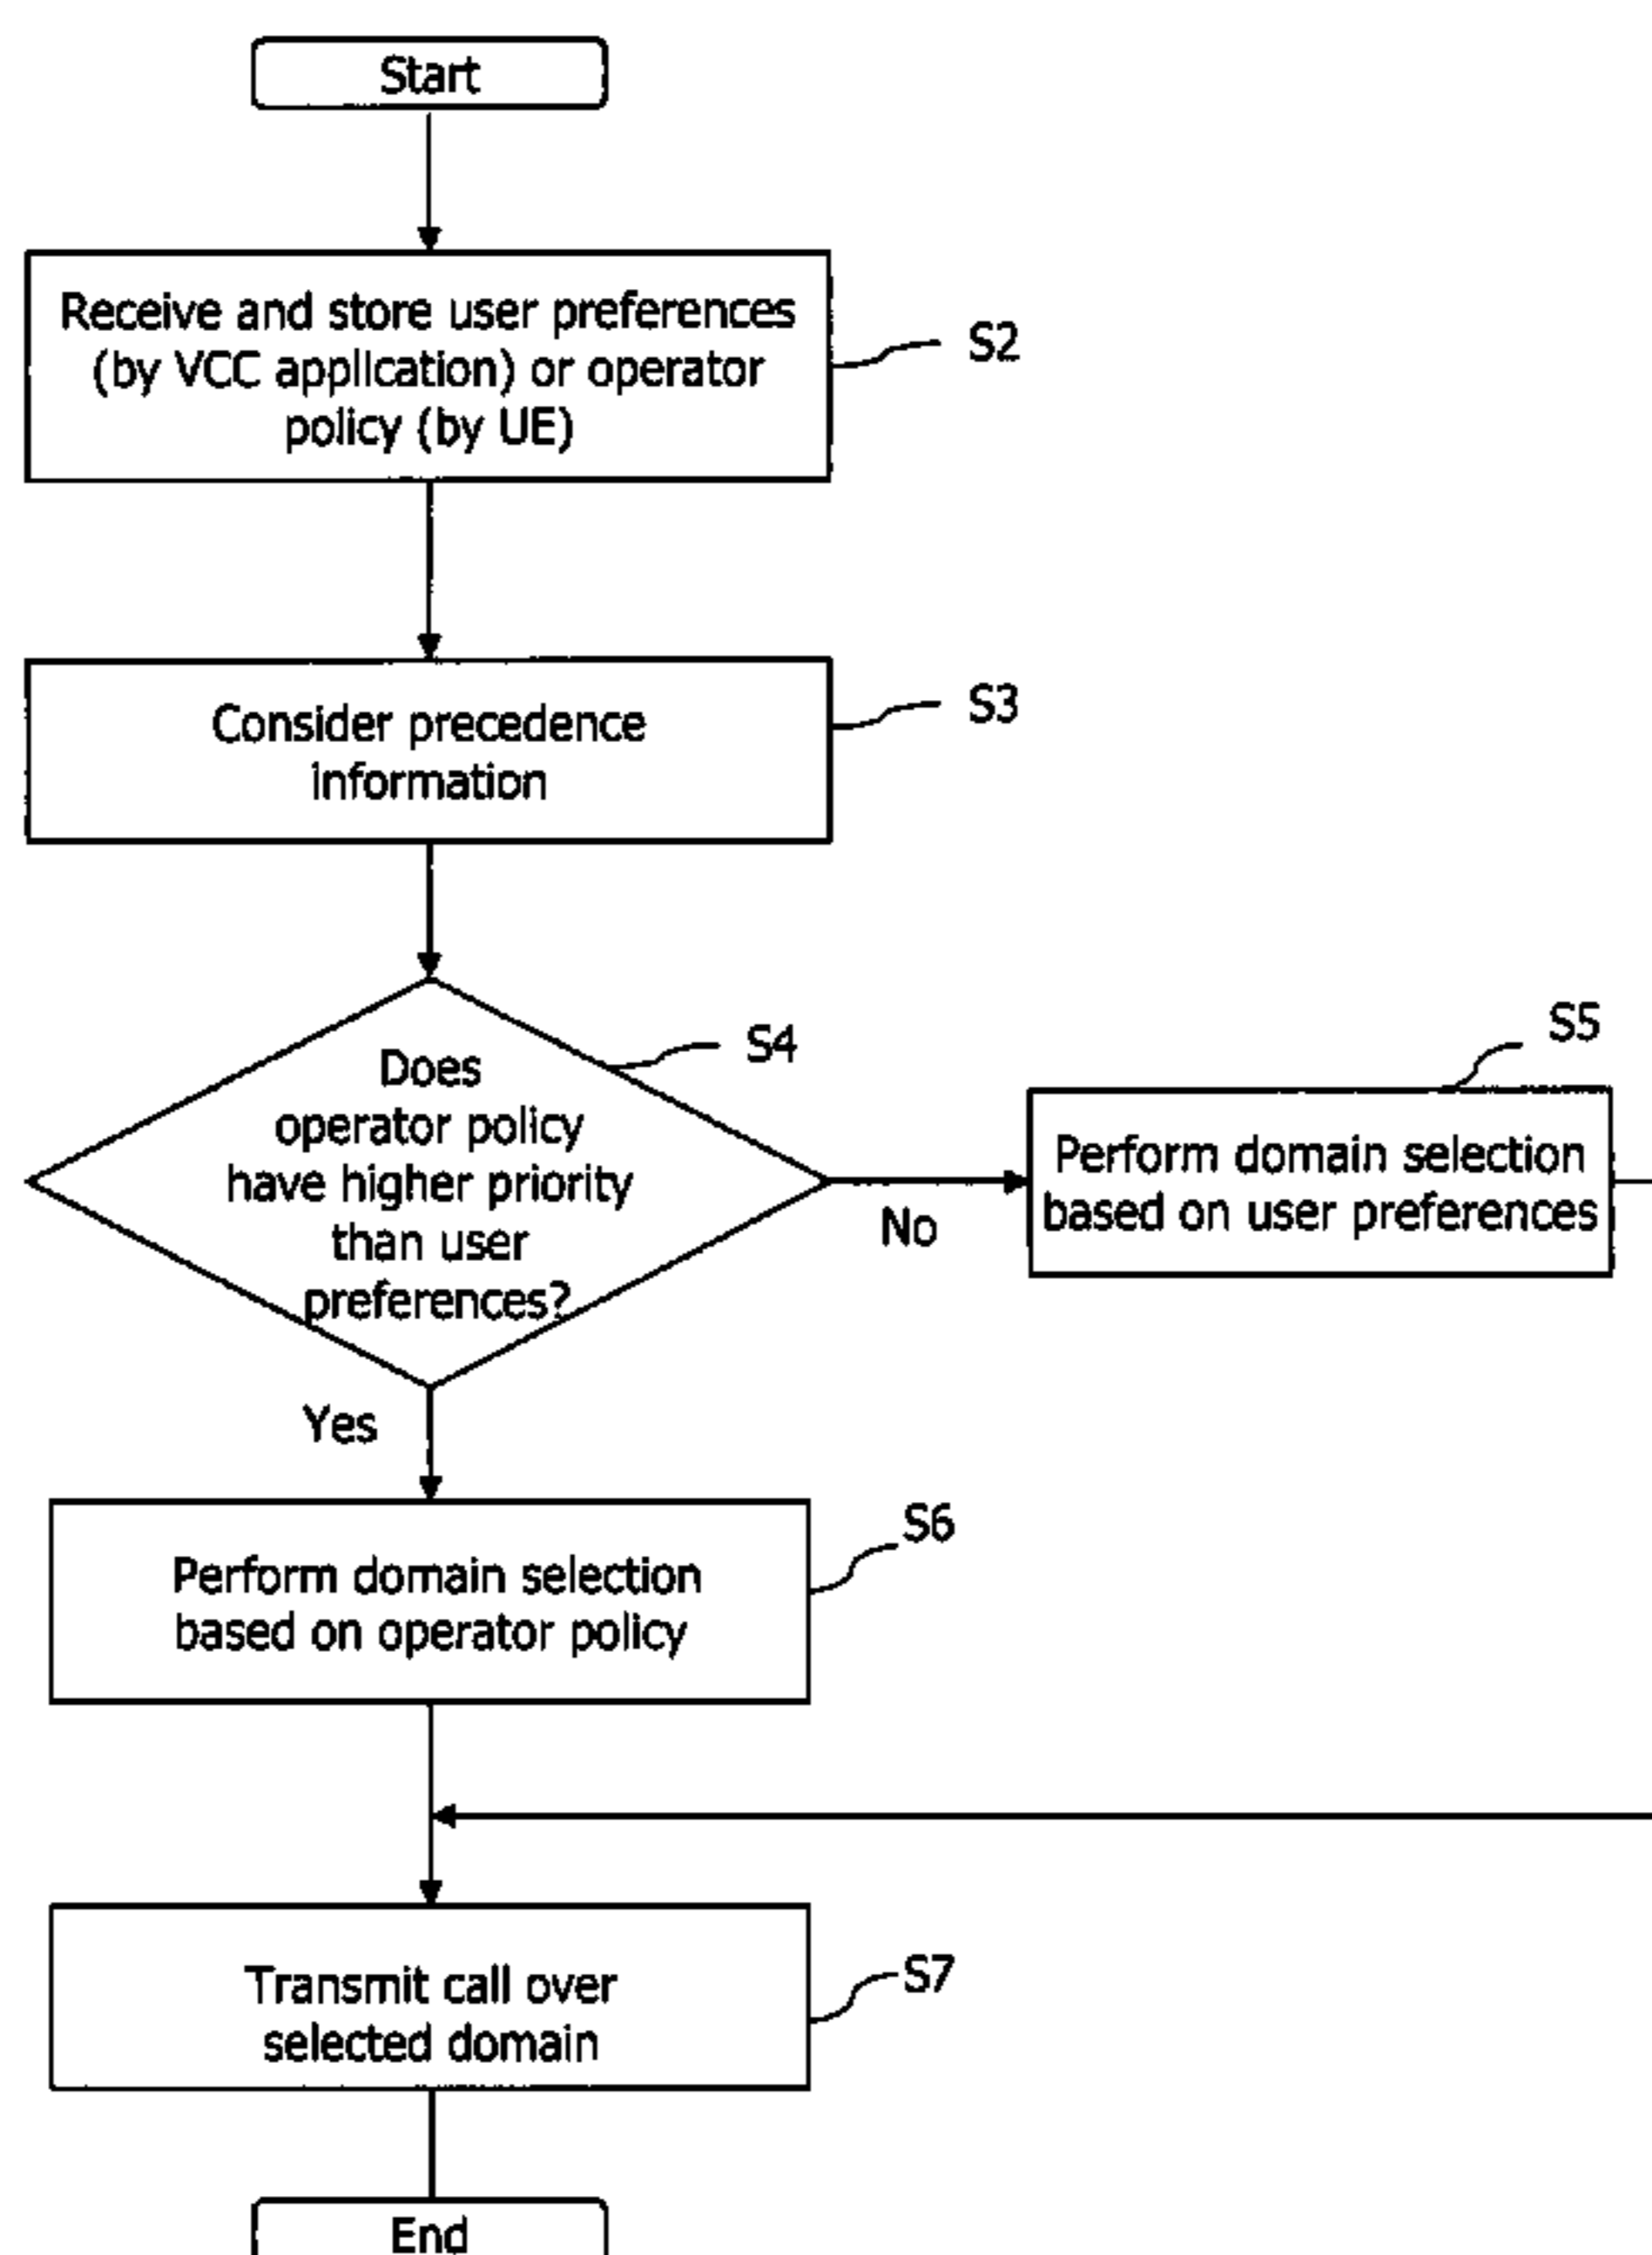 Start
Receive and store user preferences
(by VCC application) or operator
policy (by UE)
S2
Consider precedence
information
S3
Does
operator policy
have higher priority
than user
preferences?
S4
No
S5
Perform domain selection
based on user preferences
Yes
Perform domain selection
based on operator policy
S6
Transmit call over
selected domain
S7
End